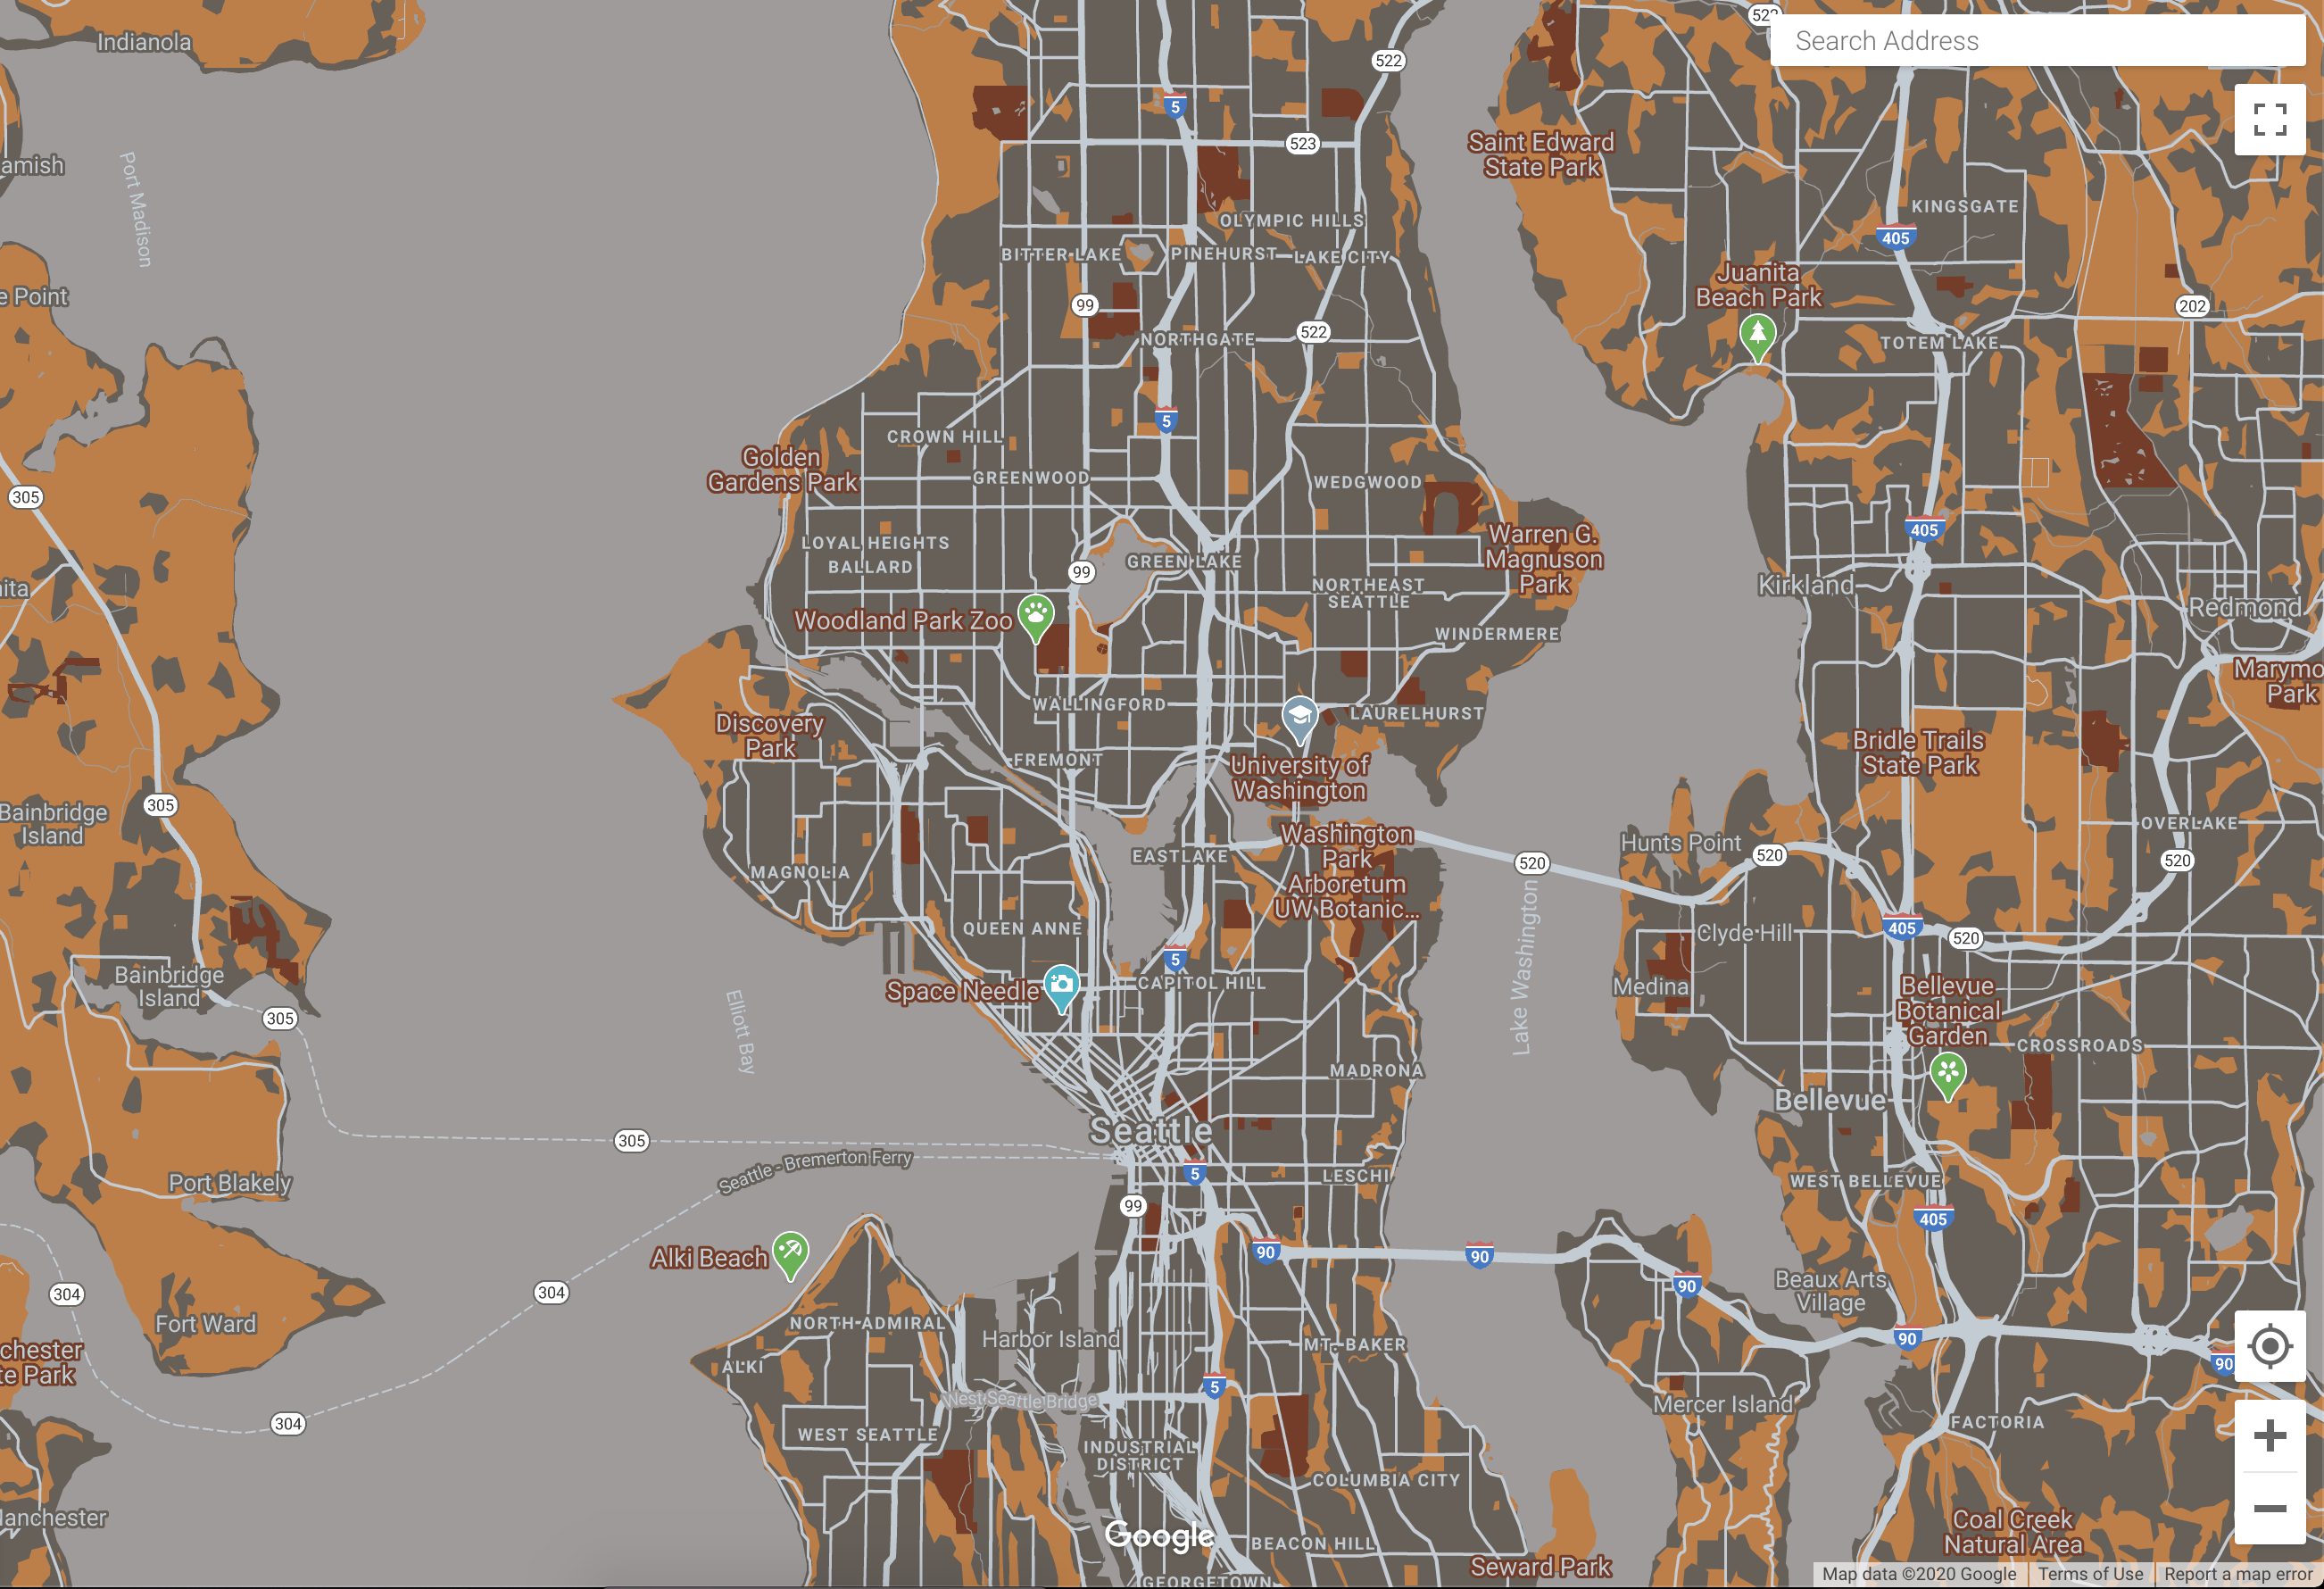 Indianola
522
Search Address
5
522
523
Saint Edward
State Park
amish
Port Madison
KINGSGATE
OLYMPIC HILLS
405
BITTER LAKE
PINEHURST
LAKE CITY
Juanita
Beach Park
e Point
99
202
522
NORTHGATE
TOTEM LAKE
5
CROWN HILL
Golden
Gardens Park
GREENWOOD
WEDGWOOD
305
405
Warren G.
Magnuson
Park
LOYAL HEIGHTS
BALLARD
GREEN LAKE
99
NORTHEAST
SEATTLE
Kirkland
ita
Redmond
Woodland Park Zoo
WINDERMERE
Marymo
Park
WALLINGFORD
LAURELHURST
Discovery
Park
FREMONT
Bridle Trails
State Park
University of
Washington
305
Bainbridge
Island
OVERLAKE
Washington
Park
Arboretum
UW Botanic...
Hunts Point
EASTLAKE
520
520
520
MAGNOLIA
QUEEN ANNE
405
520
Clyde Hill
5
Lake Washington
Bainbridge
Island
CAPITOL HILL
Medina
Space Needle
Bellevue
Botanical
Garden
305
Elliott Bay
CROSSROADS
MADRONA
Bellevue
Seattle
305
Seattle - Bremerton Ferry
5
LESCHI
Port Blakely
WEST BELLEVUE
99
405
Alki Beach
90
90
90
304
304
Beaux Arts
Village
Fort Ward
NORTH ADMIRAL
Harbor Island
MT. BAKER
90
chester
te Park
ALKI
90
5
West Seattle Bridge
Mercer Island
304
FACTORIA
WEST SEATTLE
INDUSTRIAL
DISTRICT
COLUMBIA CITY
Manchester
Google
BEACON HILL
Coal Creek
Natural Area
Seward Park
GEORGETOWN
Map data ©2020 Google
Terms of Use
Report a map error